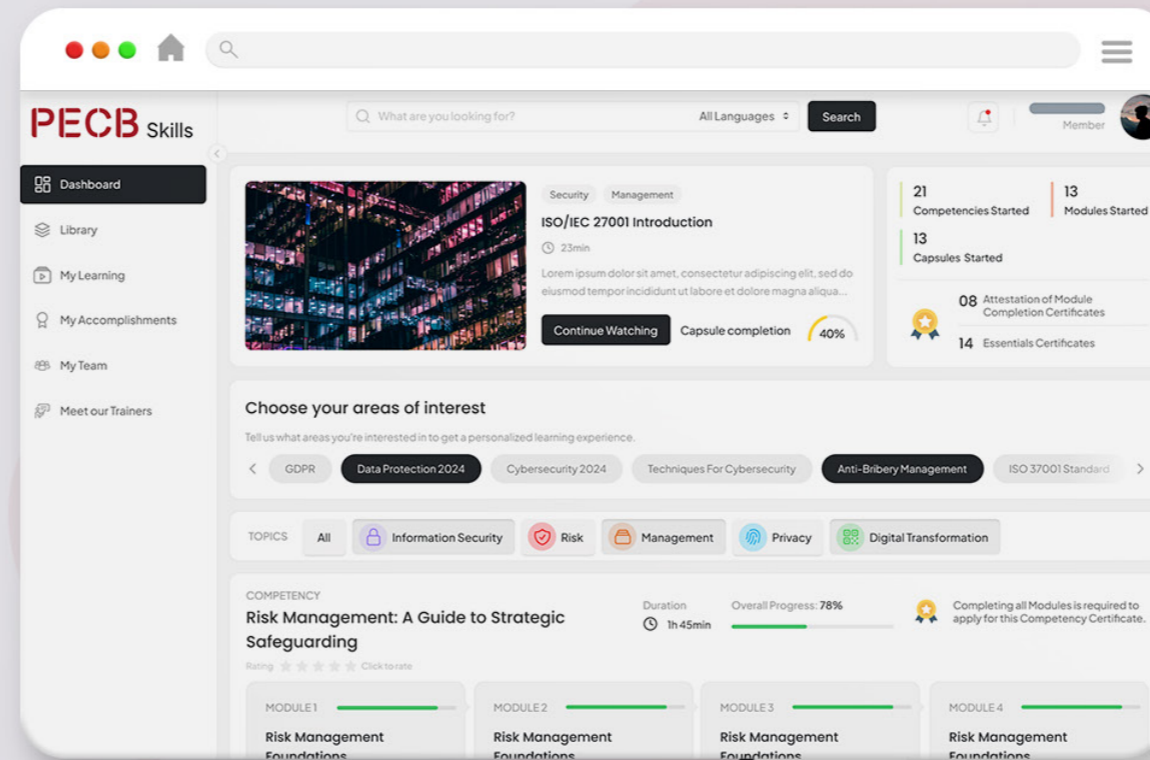 PECB Skills
What are you looking for?
All Languages
Search
Member
Dashboard
Library
My Learning
My Accomplishments
My Team
Meet our Trainers
Security
Management
ISO/IEC 27001 Introduction
23min
Lorem ipsum dolor sit amet, consectetur adipiscing elit, sed do
eiusmod tempor incididunt ut labore et dolore magna aliqua...
Continue Watching
Capsule completion
40%
21
Competencies Started
13
Modules Started
13
Capsules Started
08 Attestation of Module
Completion Certificates
14 Essentials Certificates
Choose your areas of interest
Tell us what areas you're interested in to get a personalized learning experience.
GDPR
Data Protection 2024
Cybersecurity 2024
Techniques For Cybersecurity
Anti-Bribery Management
ISO 37001 Standard
TOPICS
All
Information Security
Risk
Management
Privacy
Digital Transformation
COMPETENCY
Risk Management: A Guide to Strategic
Safeguarding
Rating
Click to rate
Duration
1h 45min
Overall Progress: 78%
Completing all Modules is required to
apply for this Competency Certificate.
MODULE 1
Risk Management
Foundations
MODULE 2
Risk Management
Foundations
MODULE 3
Risk Management
Foundations
MODULE 4
Risk Management
Foundations